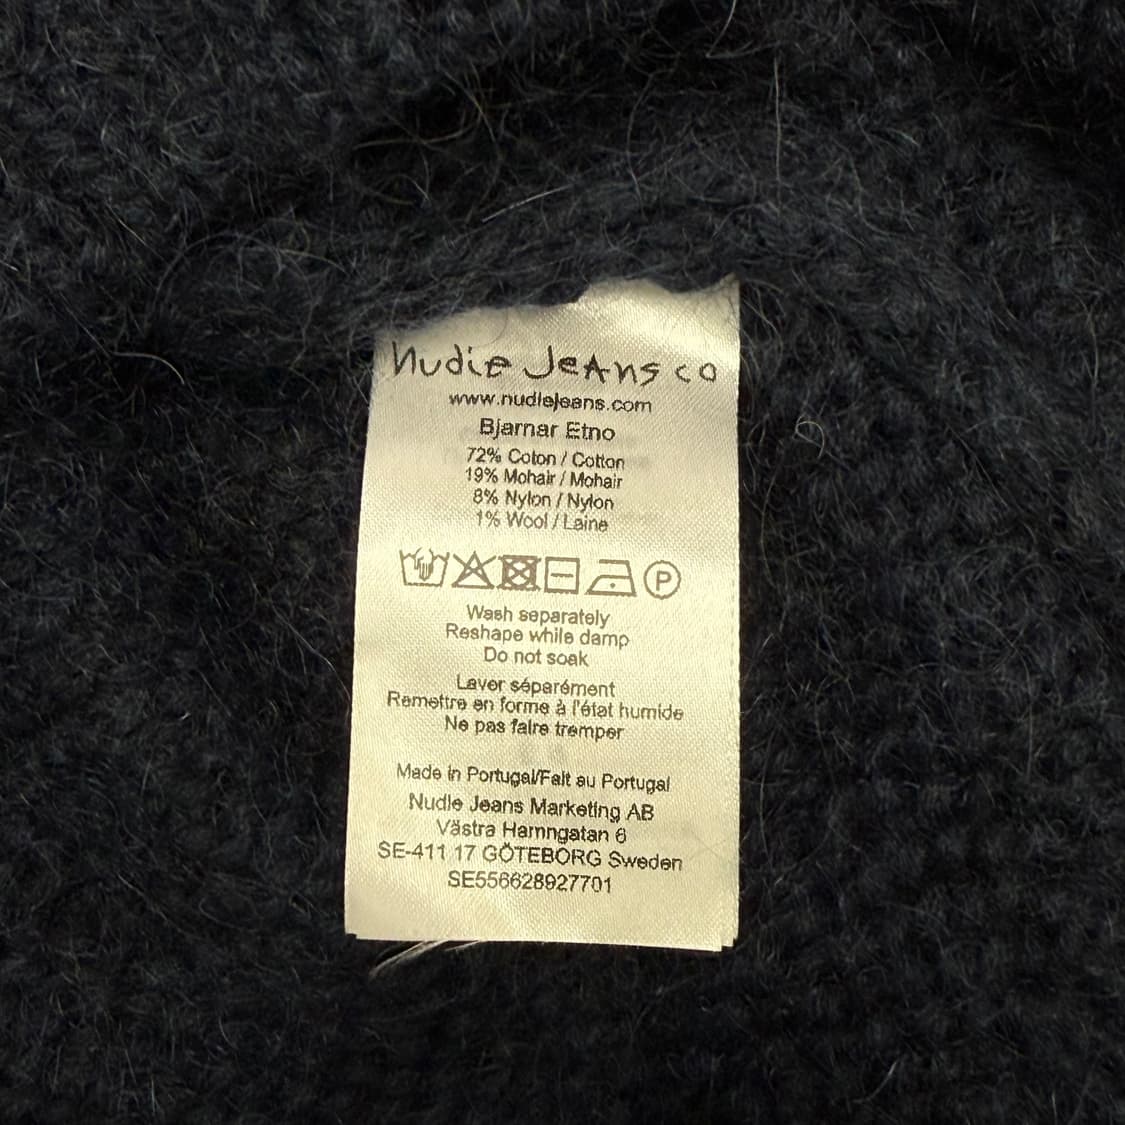 nudie Jeans co
www.nudiejeans.com
Bjarnar Etno
72% Coton / Cotton
19% Mohair / Mohair
8% Nylon / Nylon
1% Wool / Laine
P
Wash separately
Reshape while damp
Do not soak
Laver séparément
Remettre en forme à l'état humide
Ne pas faire tremper
Made in Portugal/Fait au Portugal
Nudie Jeans Marketing AB
Västra Hamngatan 6
SE-411 17 GÖTEBORG Sweden
SE556628927701